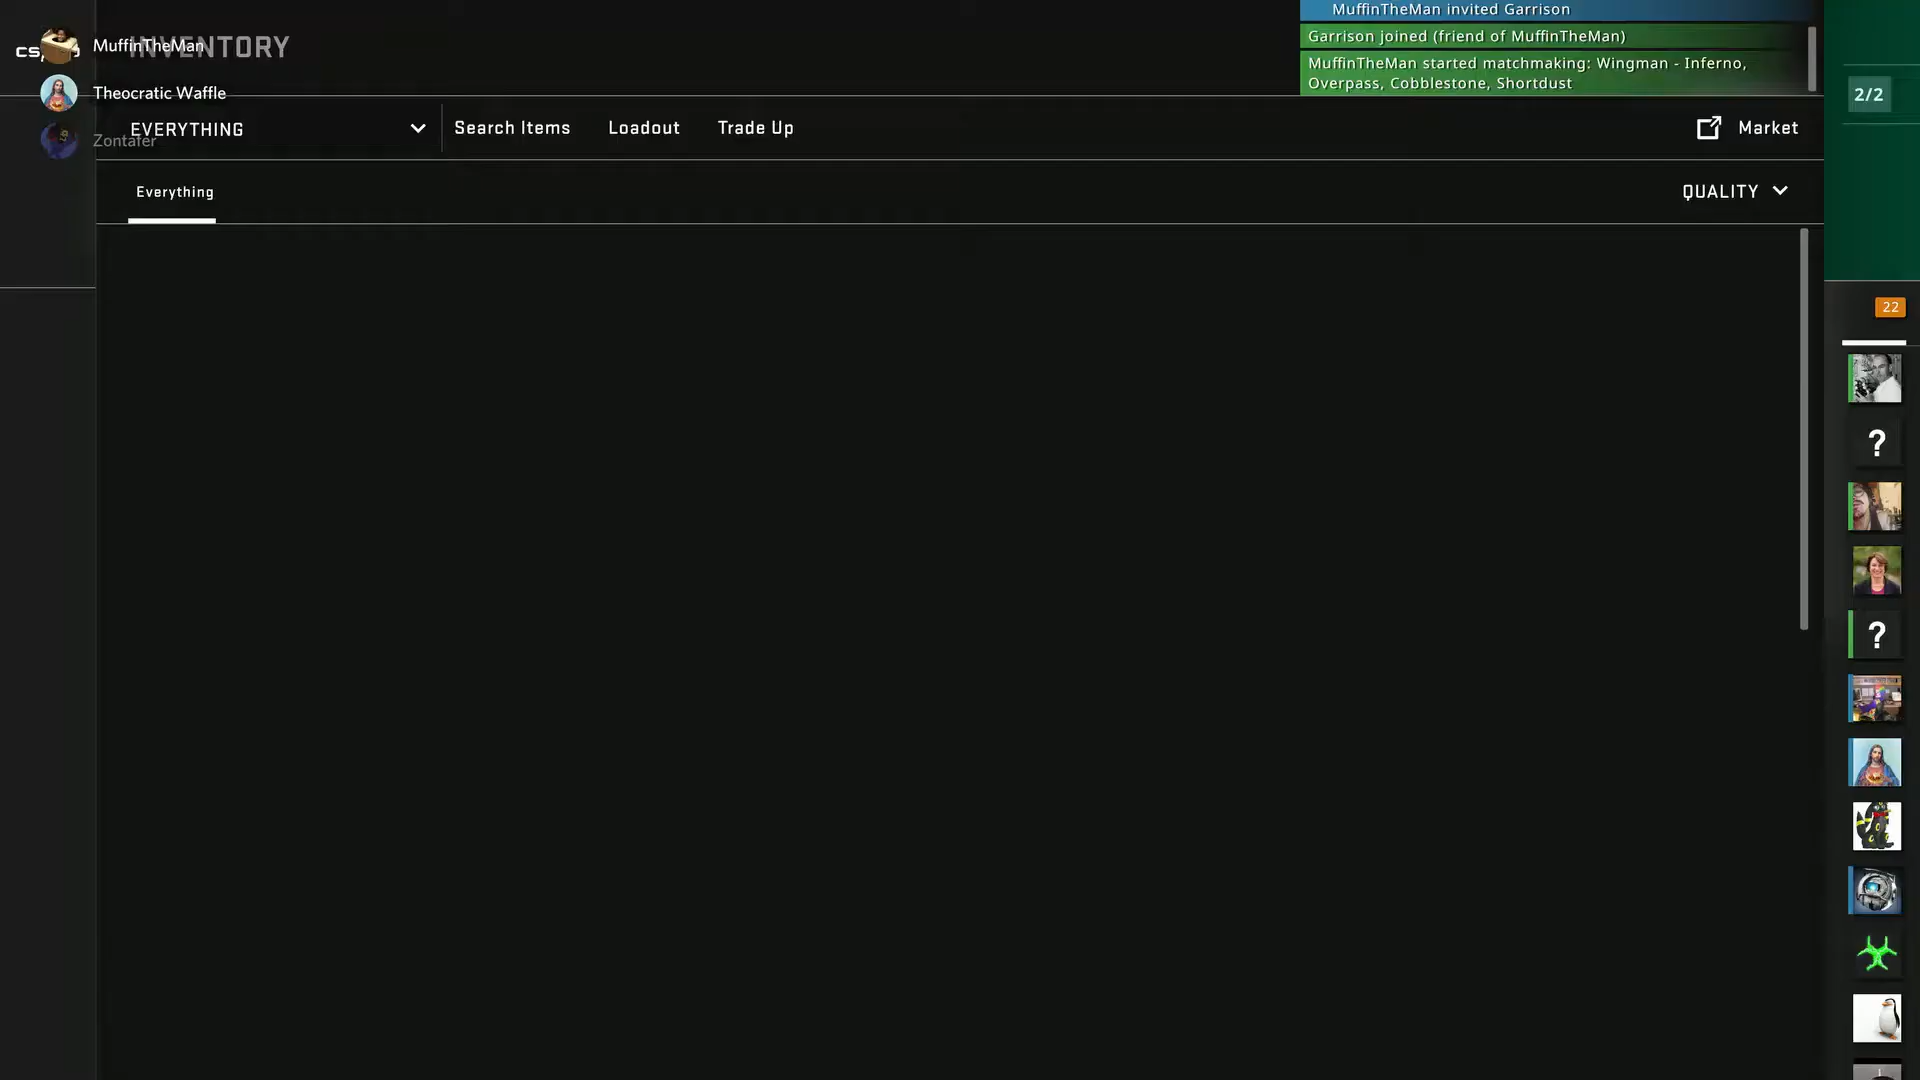 MuffinTheMan invited Garrison
MuffinTheMan
INVENTORY
Garrison joined (friend of MuffinTheMan)
MuffinTheMan started matchmaking: Wingman - Inferno,
Overpass, Cobblestone, Shortdust
Theocratic Waffle
2/2
Zontafer
EVERYTHING
Search Items
Loadout
Trade Up
Market
Everything
QUALITY
22
?
?